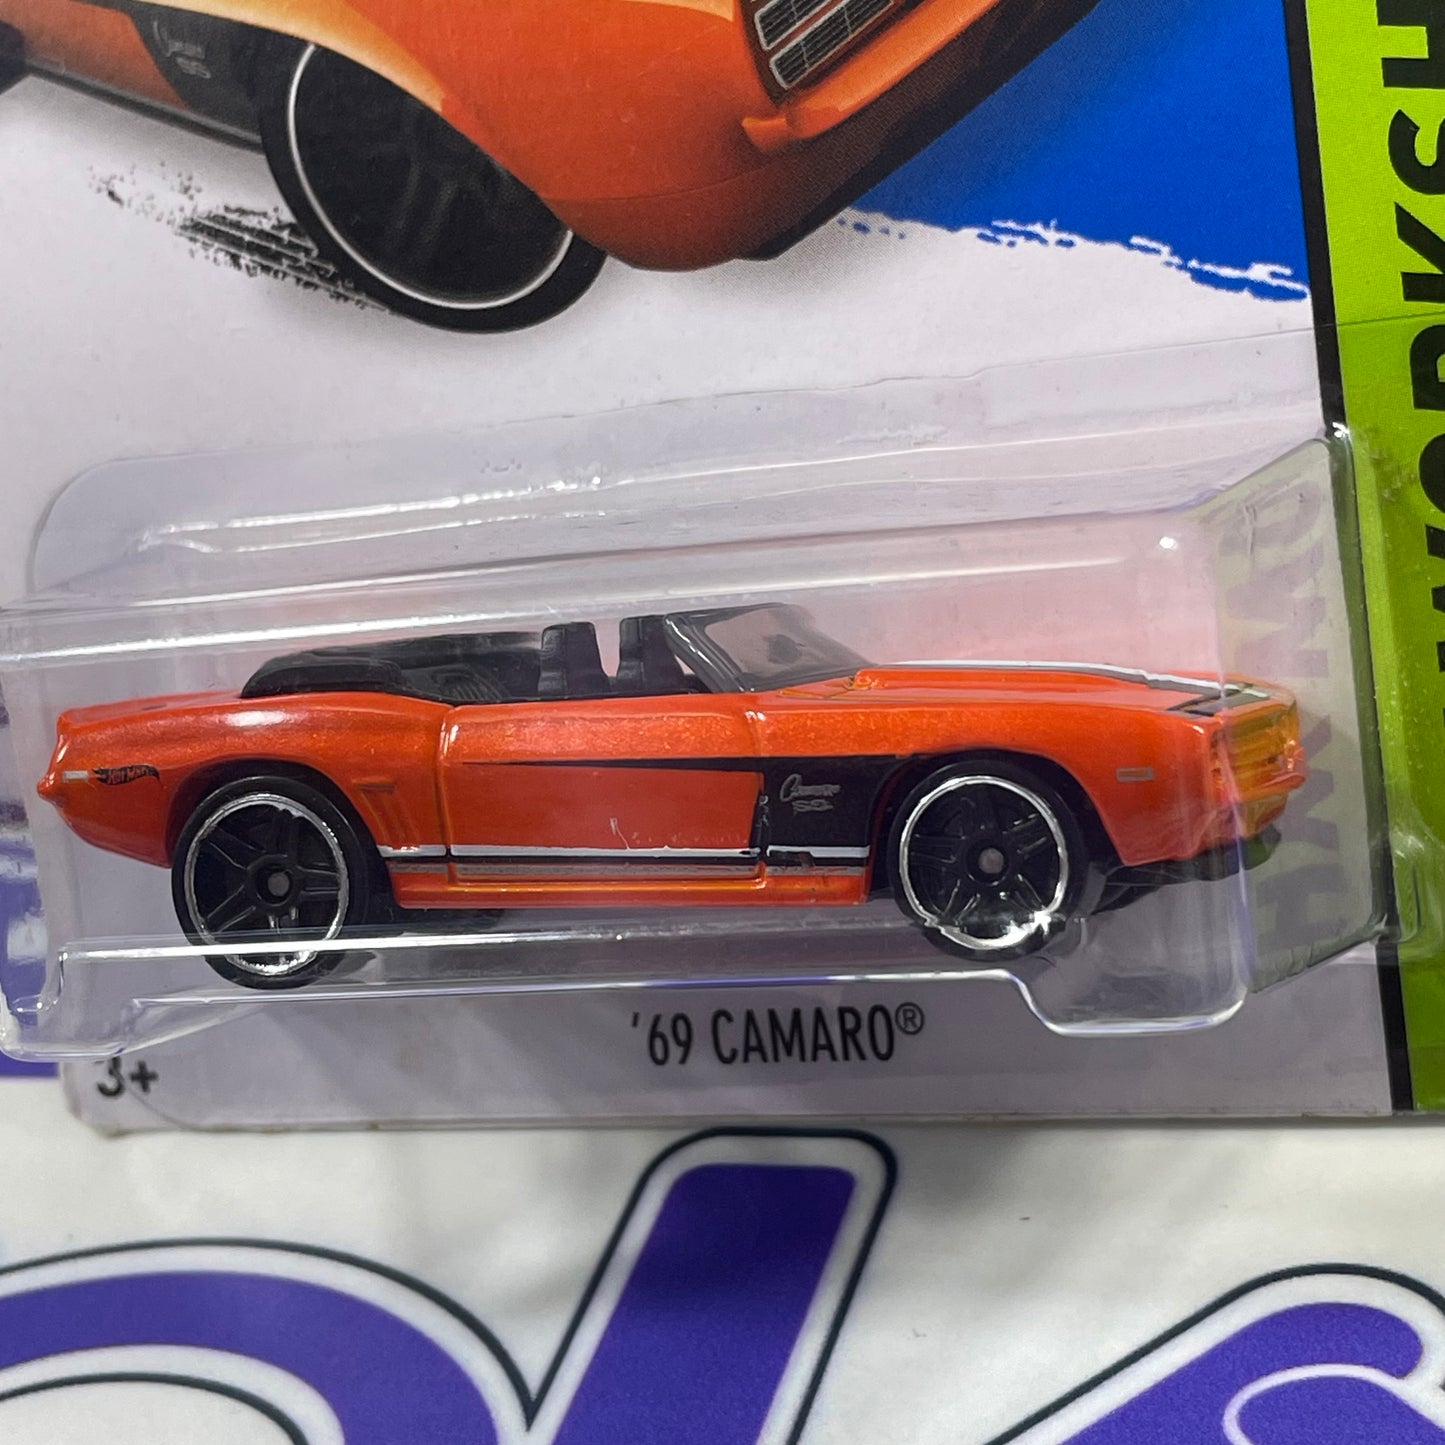 WORKSH
Hot Wheels
Camaro
SS
'69 CAMARO®
3+